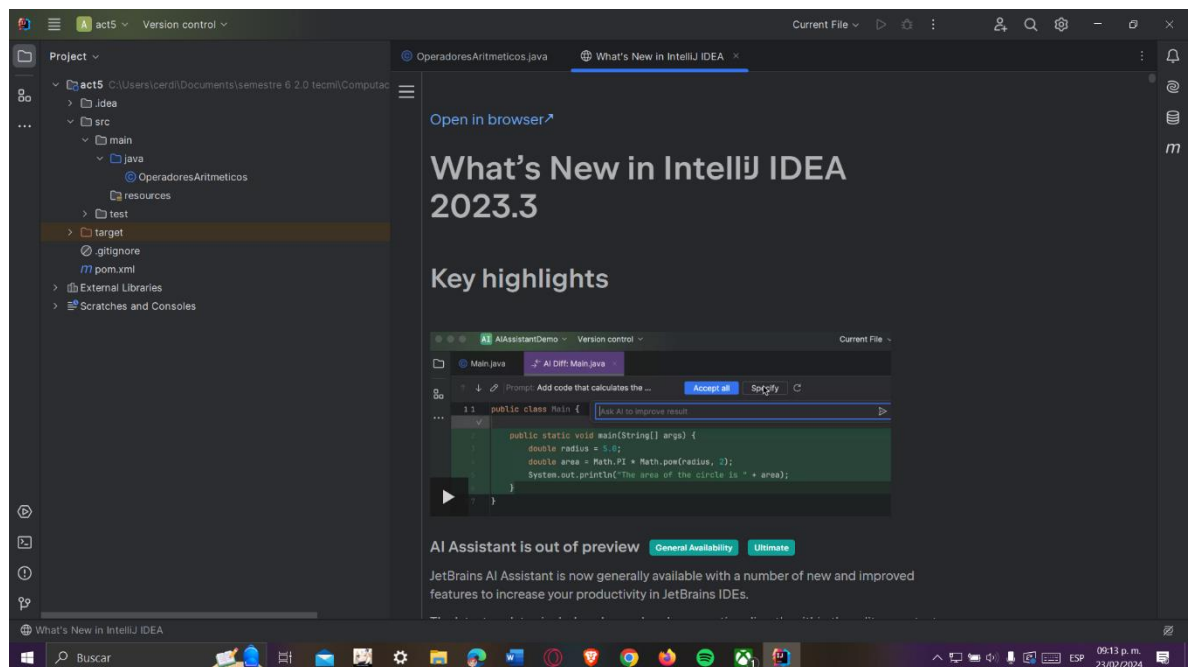 A act5 Version control Current File
Project
OperadoresAritmeticos.java What's New in IntelliJ IDEA
act5 C:\Users\cerdi\Documents\semestre 6 2.0 tecmi\Computac
.idea
src
main
java
OperadoresAritmeticos
resources
test
target
.gitignore
pom.xml
External Libraries
Scratches and Consoles
Open in browser↗
What's New in IntelliJ IDEA
2023.3
Key highlights
AI AIAssistantDemo Version control Current File
Main.java AI Diff: Main.java
Prompt: Add code that calculates the ... Accept all Specify
11 public class Main { Ask AI to improve result
public static void main(String[] args) {
double radius = 5.0;
double area = Math.PI * Math.pow(radius, 2);
System.out.println("The area of the circle is " + area);
}
7 }
AI Assistant is out of preview General Availability Ultimate
JetBrains AI Assistant is now generally available with a number of new and improved
features to increase your productivity in JetBrains IDEs.
What's New in IntelliJ IDEA
Buscar ESP 09:13 p. m.
23/02/2024